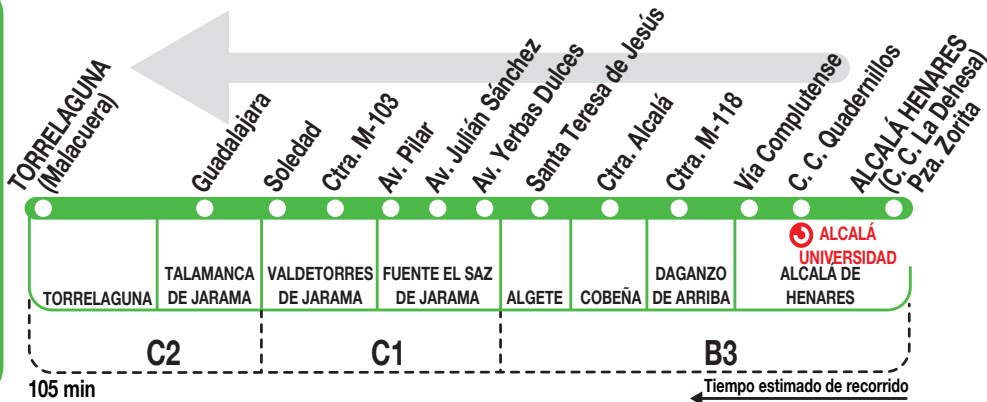 TORRELAGUNA
(Malacuera)
Guadalajara
Soledad
Ctra. M-103
Av. Pilar
Av. Julián Sánchez
Av. Yerbas Dulces
Santa Teresa de Jesús
Ctra. Alcalá
Ctra. M-118
Vía Complutense
C. C. Quadernillos
ALCALÁ HENARES
(C. C. La Dehesa)
Pza. Zorita
ALCALÁ
UNIVERSIDAD
TORRELAGUNA
TALAMANCA
DE JARAMA
VALDETORRES
DE JARAMA
FUENTE EL SAZ
DE JARAMA
ALGETE
COBEÑA
DAGANZO
DE ARRIBA
ALCALÁ DE
HENARES
C2
C1
B3
105 min
Tiempo estimado de recorrido